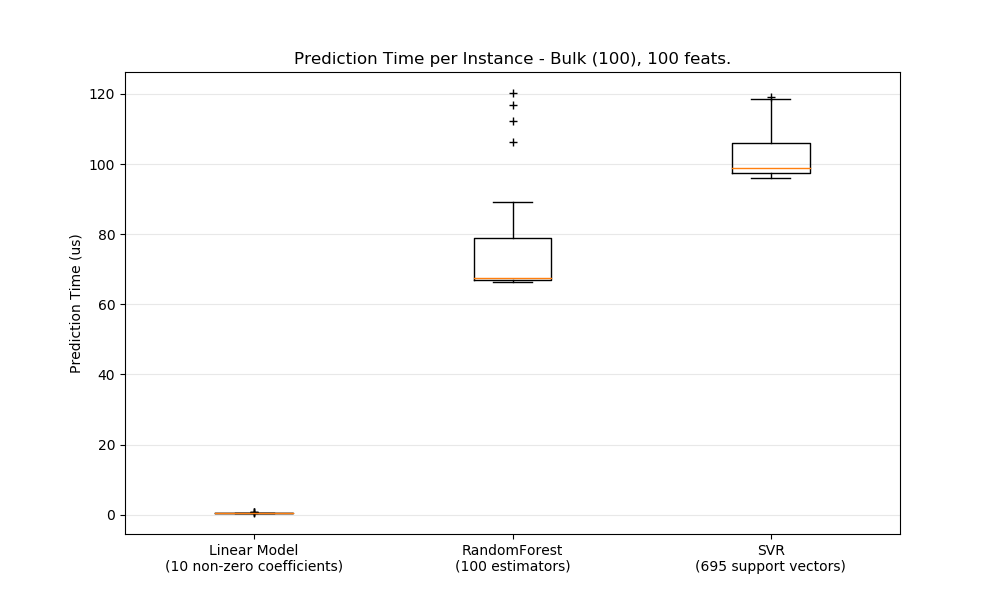 Prediction Time per Instance - Bulk (100), 100 feats.
120
100
80
60
40
20
0
Prediction Time (us)
Linear Model
(10 non-zero coefficients)
RandomForest
(100 estimators)
SVR
(695 support vectors)